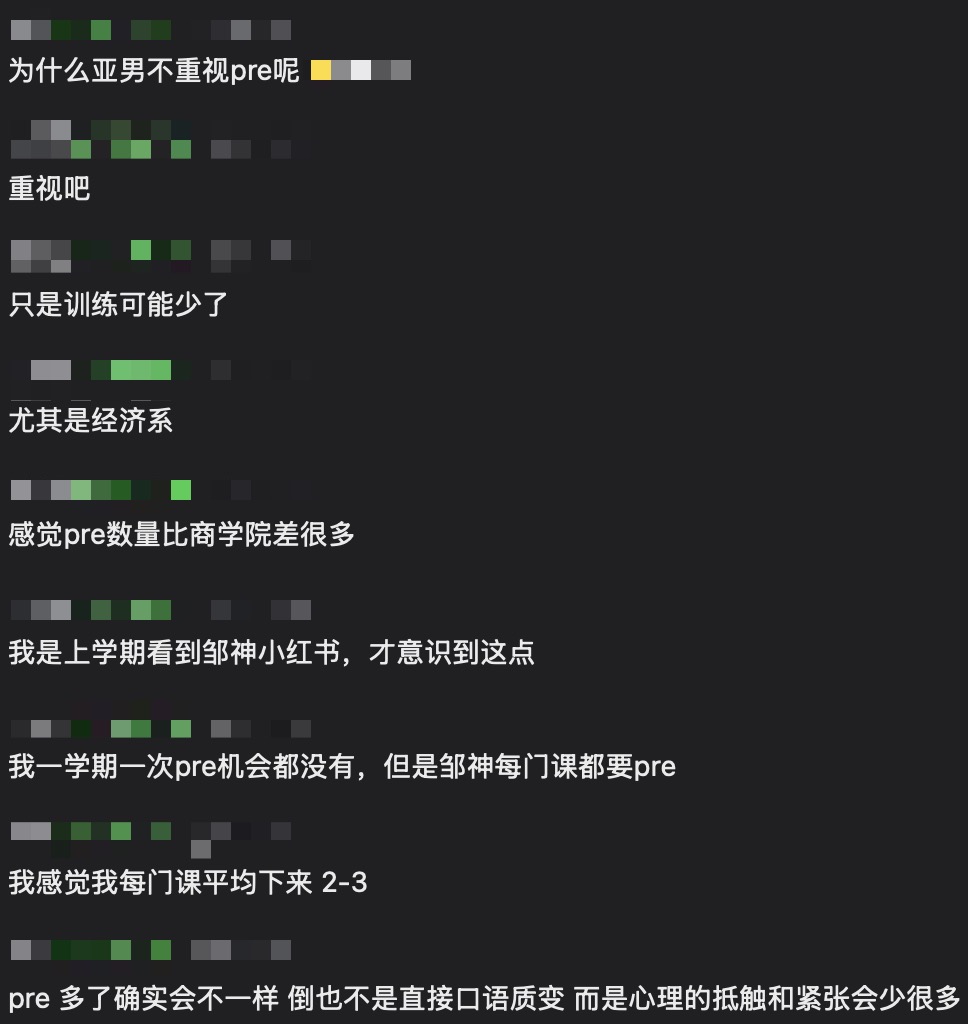 为什么亚男不重视pre呢
重视吧
只是训练可能少了
尤其是经济系
感觉pre数量比商学院差很多
我是上学期看到邹神小红书，才意识到这点
我一学期一次pre机会都没有，但是邹神每门课都要pre
我感觉我每门课平均下来 2-3
pre 多了确实会不一样 倒也不是直接口语质变 而是心理的抵触和紧张会少很多